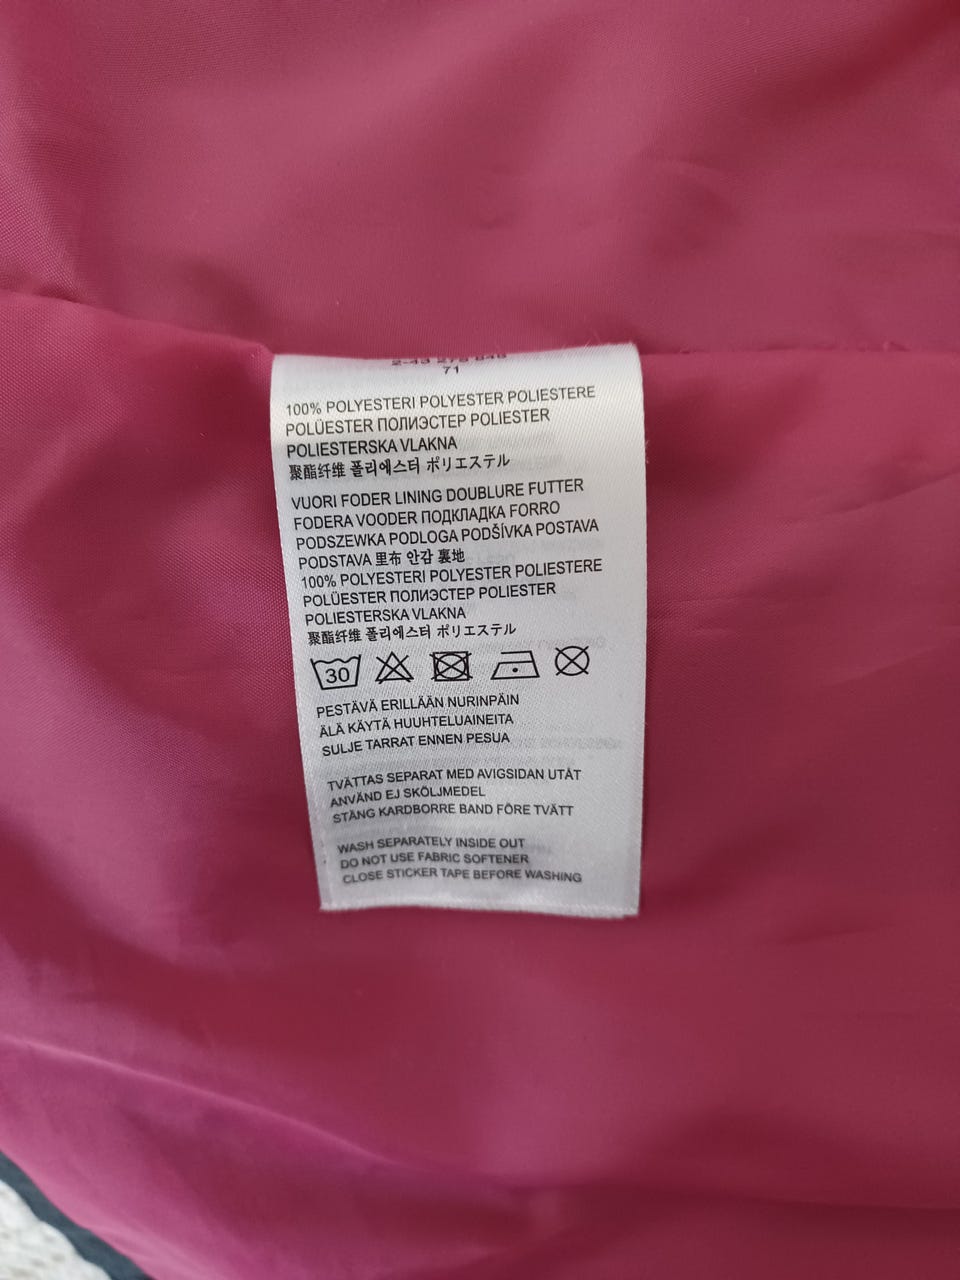 71
100% POLYESTERI POLYESTER POLIESTERE
POLÜESTER ПОЛИЭСТЕР POLIESTER
POLIESTERSKA VLAKNA
聚酯纤维 폴리에스터 ポリエステル
VUORI FODER LINING DOUBLURE FUTTER
FODERA VOODER ПОДКЛАДКА FORRO
PODSZEWKA PODLOGA PODŠÍVKA POSTAVA
PODSTAVA 里布 안감 裏地
100% POLYESTERI POLYESTER POLIESTERE
POLÜESTER ПОЛИЭСТЕР POLIESTER
POLIESTERSKA VLAKNA
聚酯纤维 폴리에스터 ポリエステル
30
PESTÄVÄ ERILLÄÄN NURINPÄIN
ÄLÄ KÄYTÄ HUUHTELUAINEITA
SULJE TARRAT ENNEN PESUA
TVÄTTAS SEPARAT MED AVIGSIDAN UTÅT
ANVÄND EJ SKÖLJMEDEL
STÄNG KARDBORRE BAND FÖRE TVÄTT
WASH SEPARATELY INSIDE OUT
DO NOT USE FABRIC SOFTENER
CLOSE STICKER TAPE BEFORE WASHING